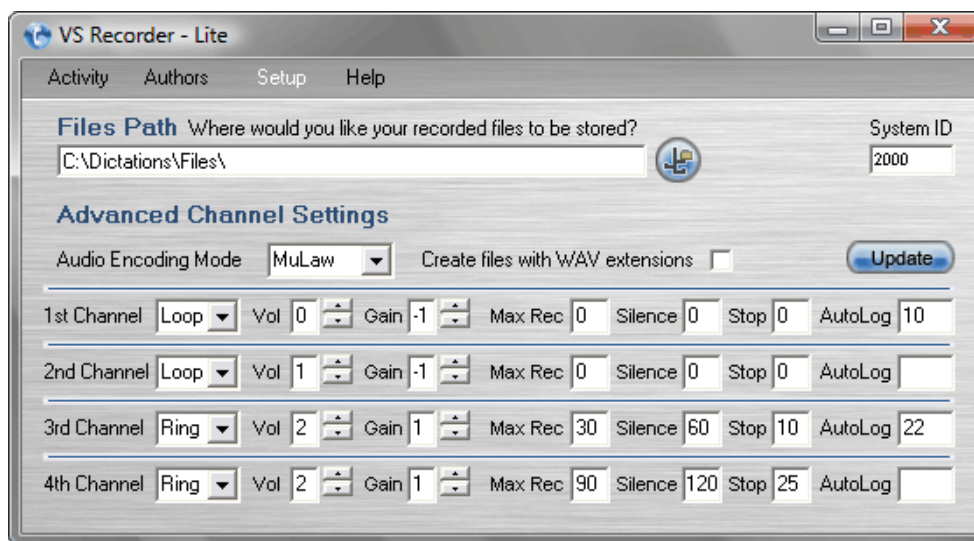 VS Recorder - Lite
Activity Authors Setup Help
Files Path Where would you like your recorded files to be stored? System ID
C:\Dictations\Files\ 2000
Advanced Channel Settings
Audio Encoding Mode MuLaw Create files with WAV extensions Update
1st Channel Loop Vol 0 Gain -1 Max Rec 0 Silence 0 Stop 0 AutoLog 10
2nd Channel Loop Vol 1 Gain -1 Max Rec 0 Silence 0 Stop 0 AutoLog
3rd Channel Ring Vol 2 Gain 1 Max Rec 30 Silence 60 Stop 10 AutoLog 22
4th Channel Ring Vol 2 Gain 1 Max Rec 90 Silence 120 Stop 25 AutoLog